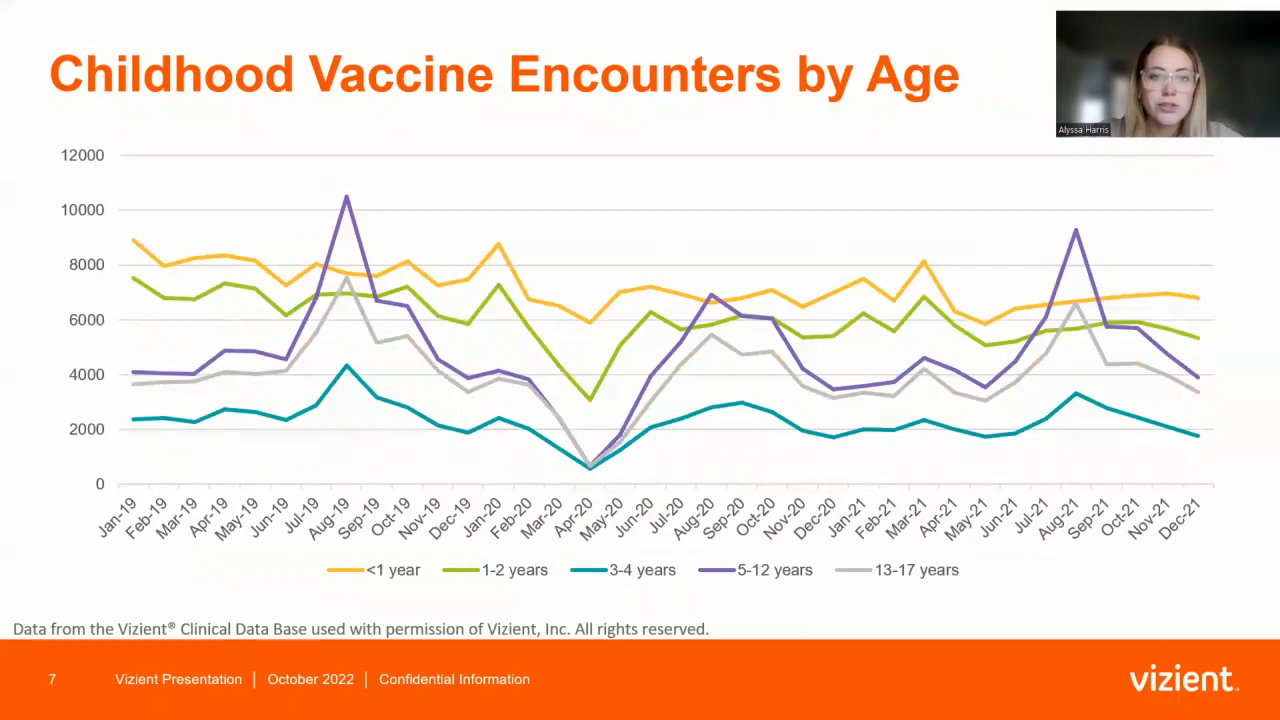 Childhood Vaccine Encounters by Age
Alyssa Harris
12000
10000
8000
6000
4000
2000
0
Jan-19
Feb-19
Mar-19
Apr-19
May-19
Jun-19
Jul-19
Aug-19
Sep-19
Oct-19
Nov-19
Dec-19
Jan-20
Feb-20
Mar-20
Apr-20
May-20
Jun-20
Jul-20
Aug-20
Sep-20
Oct-20
Nov-20
Dec-20
Jan-21
Feb-21
Mar-21
Apr-21
May-21
Jun-21
Jul-21
Aug-21
Sep-21
Oct-21
Nov-21
Dec-21
<1 year 1-2 years 3-4 years 5-12 years 13-17 years
Data from the Vizient® Clinical Data Base used with permission of Vizient, Inc. All rights reserved.
7 Vizient Presentation | October 2022 | Confidential Information
vizient